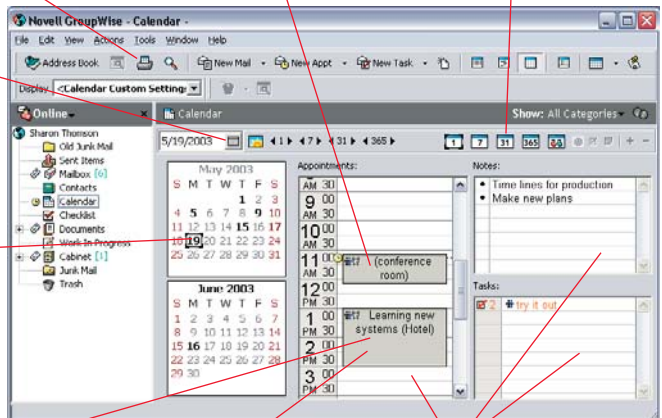 Novell GroupWise - Calendar -
File Edit View Actions Tools Window Help
Address Book New Mail New Appt New Task
Display <Calendar Custom Settings
Online
Calendar
Show: All Categories
Sharon Thomson
Old Junk Mail
Sent Items
Mailbox [6]
Contacts
Calendar
Checklist
Documents
Work In Progress
Cabinet [1]
Junk Mail
Trash
5/19/2003 1 47 31 365 1 7 31 365
May 2003
S M T W T F S
1 2 3
4 5 6 7 8 9 10
11 12 13 14 15 16 17
18 19 20 21 22 23 24
25 26 27 28 29 30 31
June 2003
S M T W T F S
1 2 3 4 5 6 7
8 9 10 11 12 13 14
15 16 17 18 19 20 21
22 23 24 25 26 27 28
29 30
Appointments:
AM 30
9 00
AM 30
10 00
AM 30
11 00 (conference
AM 30 room)
12 00
PM 30
1 00 Learning new
PM 30 systems (Hotel)
2 00
PM 30
3 00
PM 30
Notes:
Time lines for production
Make new plans
Tasks:
2 try it out